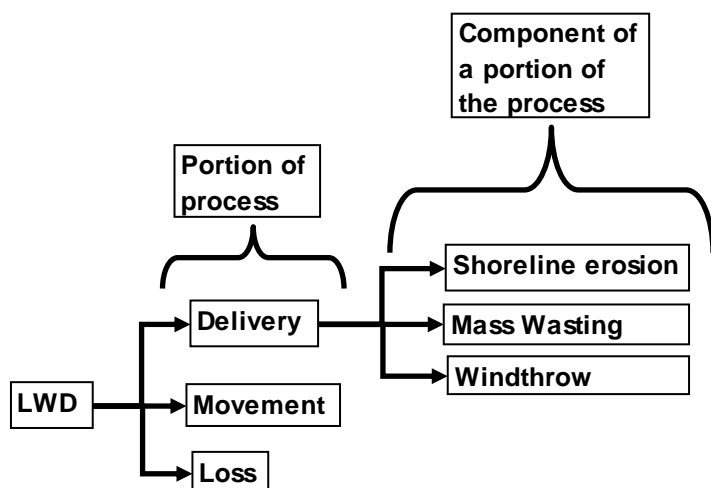 Component of
a portion of
the process
Portion of
process
Shoreline erosion
Delivery
Mass Wasting
Windthrow
LWD
Movement
Loss